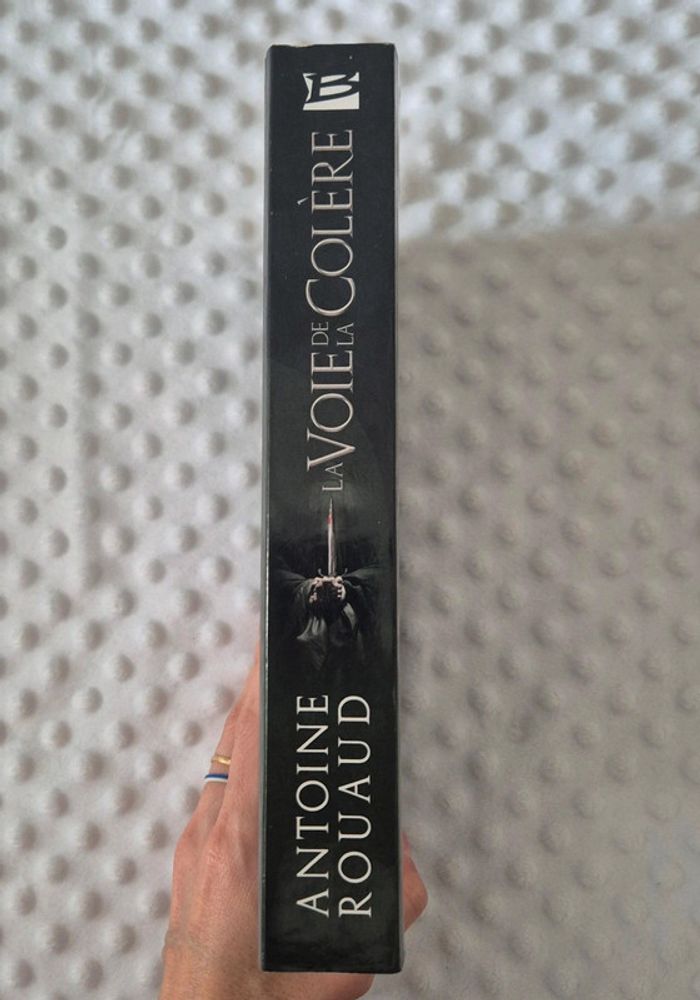 B
LA VOIE DE LA COLÈRE
ANTOINE
ROUAUD